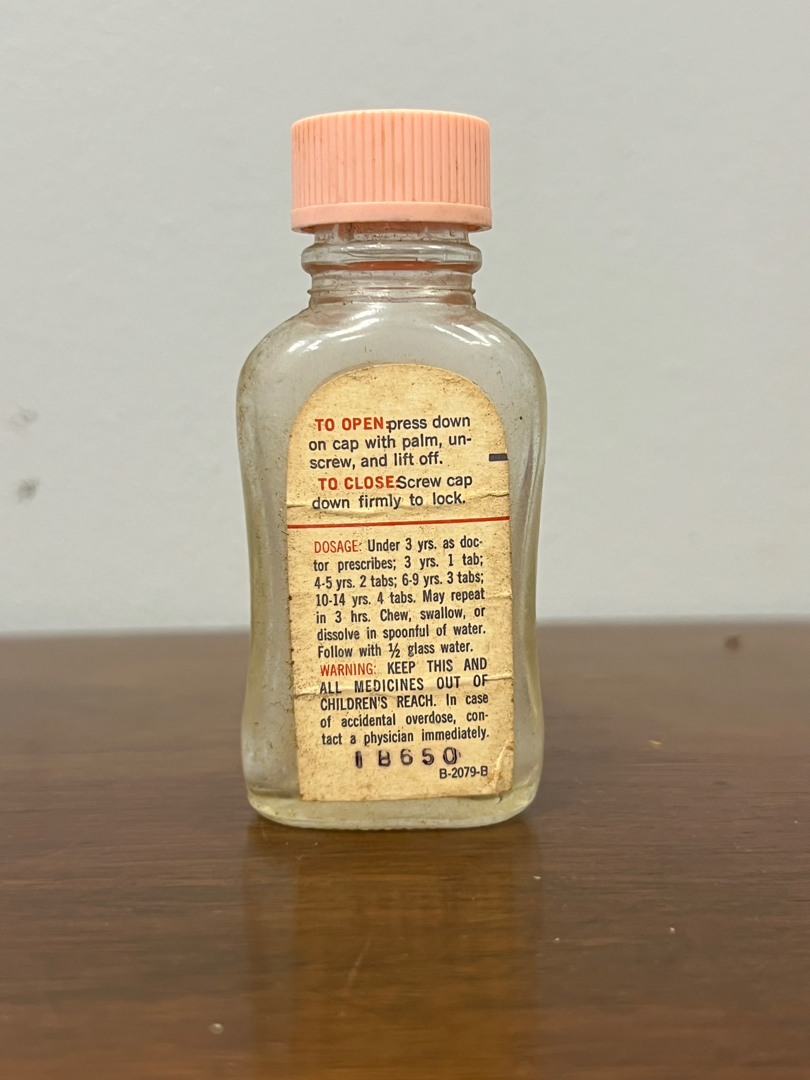 TO OPEN:press down
on cap with palm, un-
screw, and lift off.
TO CLOSE:Screw cap
down firmly to lock.
DOSAGE: Under 3 yrs. as doc-
tor prescribes; 3 yrs. 1 tab;
4-5 yrs. 2 tabs; 6-9 yrs. 3 tabs;
10-14 yrs. 4 tabs. May repeat
in 3 hrs. Chew, swallow, or
dissolve in spoonful of water.
Follow with ½ glass water.
WARNING: KEEP THIS AND
ALL MEDICINES OUT OF
CHILDREN'S REACH. In case
of accidental overdose, con-
tact a physician immediately.
1B650
B-2079-B